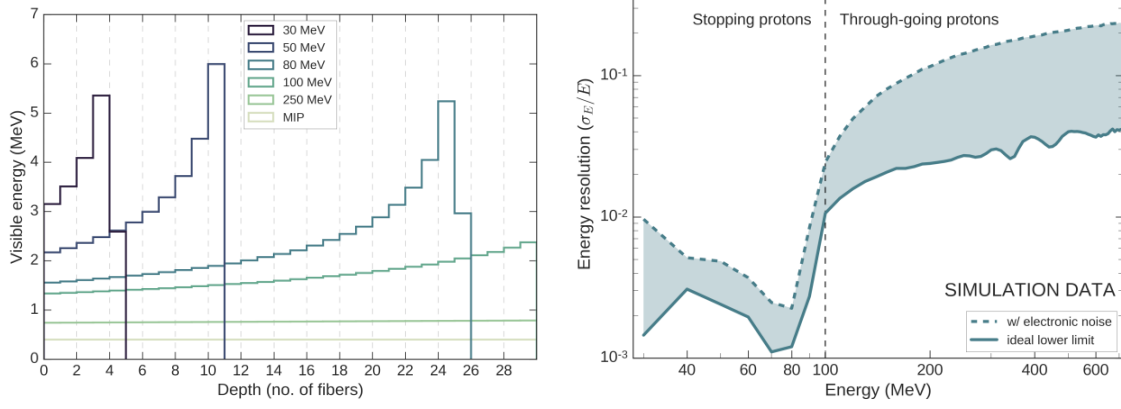 Visible energy (MeV)
7
6
5
4
3
2
1
0
0 2 4 6 8 10 12 14 16 18 20 22 24 26 28
Depth (no. of fibers)
30 MeV
50 MeV
80 MeV
100 MeV
250 MeV
MIP
Stopping protons
Through-going protons
Energy resolution (σ_E/E)
10⁻¹
10⁻²
10⁻³
40 60 80 100 200 400 600
Energy (MeV)
SIMULATION DATA
w/ electronic noise
ideal lower limit